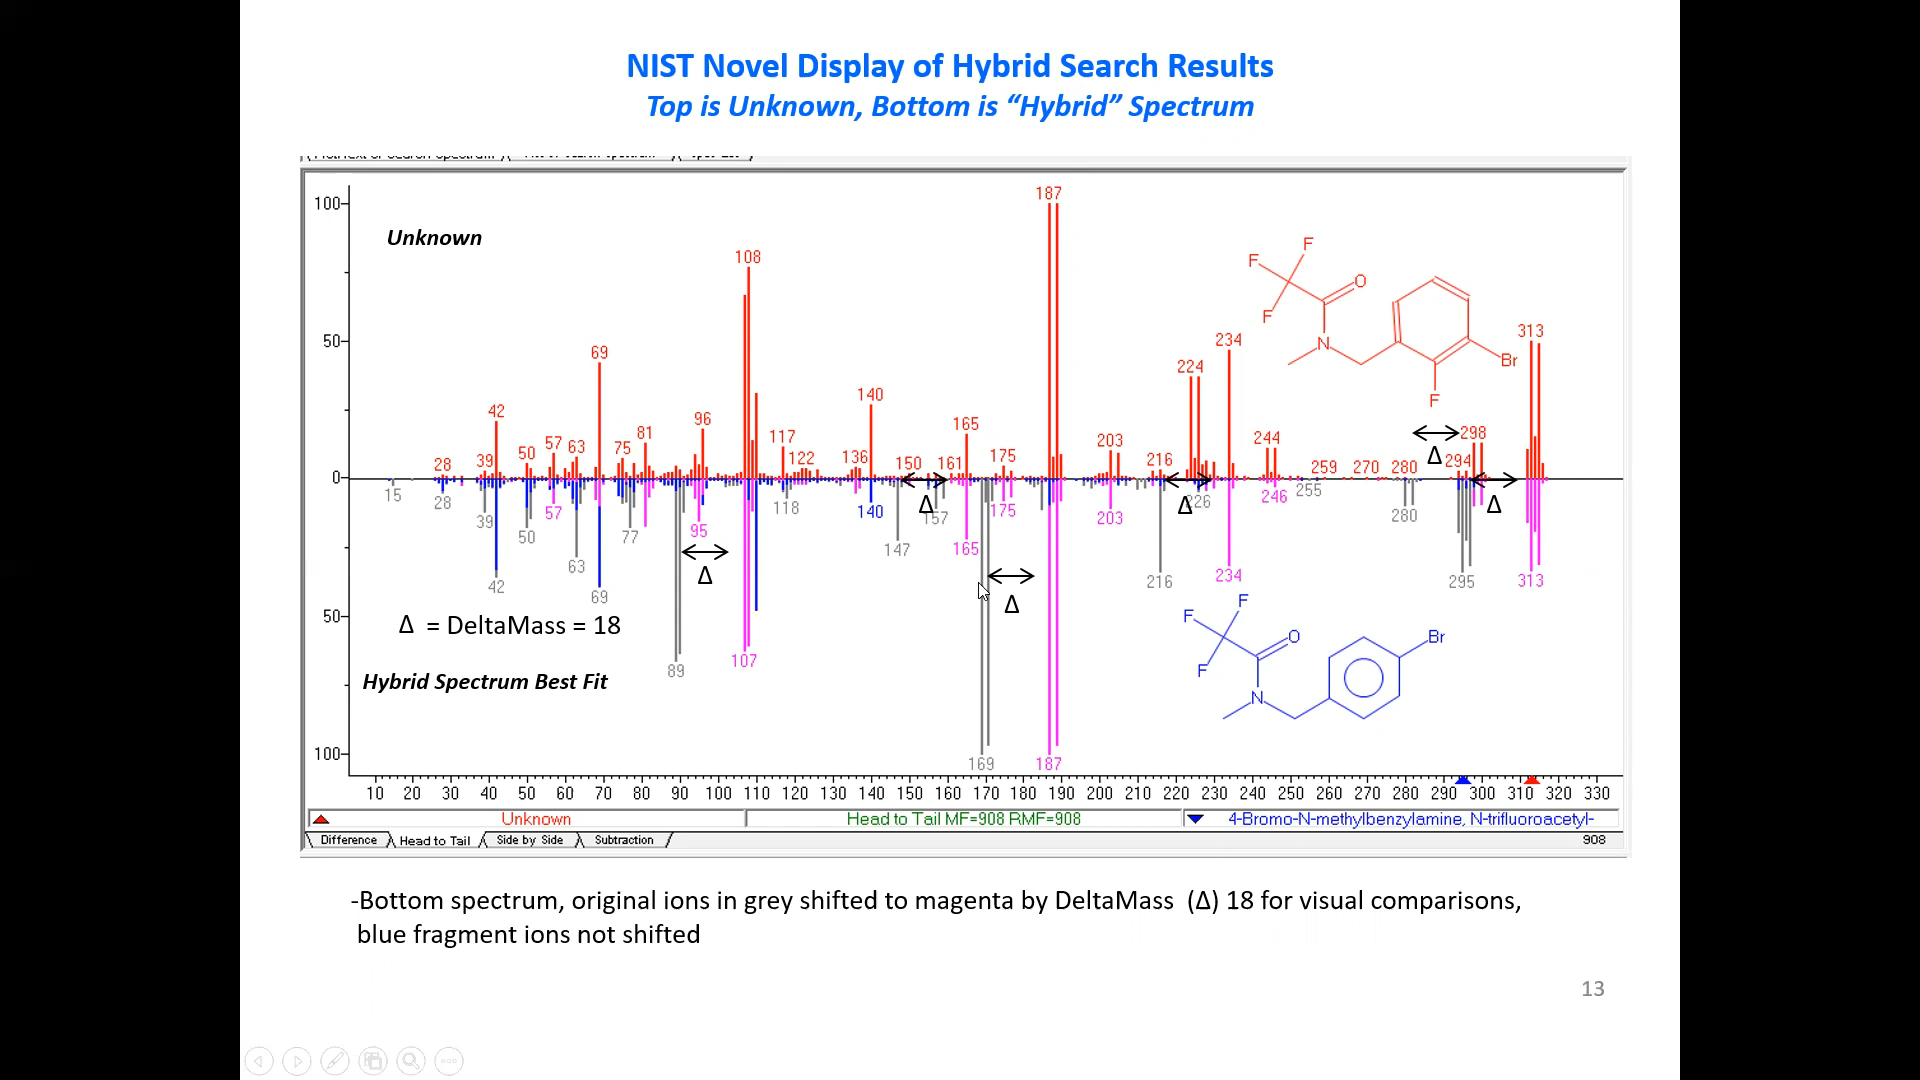 NIST Novel Display of Hybrid Search Results
Top is Unknown, Bottom is “Hybrid” Spectrum
100
50
0
50
100
Unknown
28 39 42 50 57 63 69 75 81 96 108 117 122 136 140 150 161 165 175 187 203 216 224 234 244 259 270 280 294 298 313
15 28 39 42 50 57 63 69 77 89 95 107 118 140 147 157 165 169 175 187 203 216 226 234 246 255 280 295 313
F
F
F
O
N
Br
F
Δ
Δ
Δ
Δ
Δ
Δ
Δ = DeltaMass = 18
Hybrid Spectrum Best Fit
F
F
F
O
N
Br
10 20 30 40 50 60 70 80 90 100 110 120 130 140 150 160 170 180 190 200 210 220 230 240 250 260 270 280 290 300 310 320 330
Unknown Head to Tail MF=908 RMF=908 4-Bromo-N-methylbenzylamine, N-trifluoroacetyl-
Difference Head to Tail Side by Side Subtraction 908
-Bottom spectrum, original ions in grey shifted to magenta by DeltaMass (Δ) 18 for visual comparisons,
blue fragment ions not shifted
13